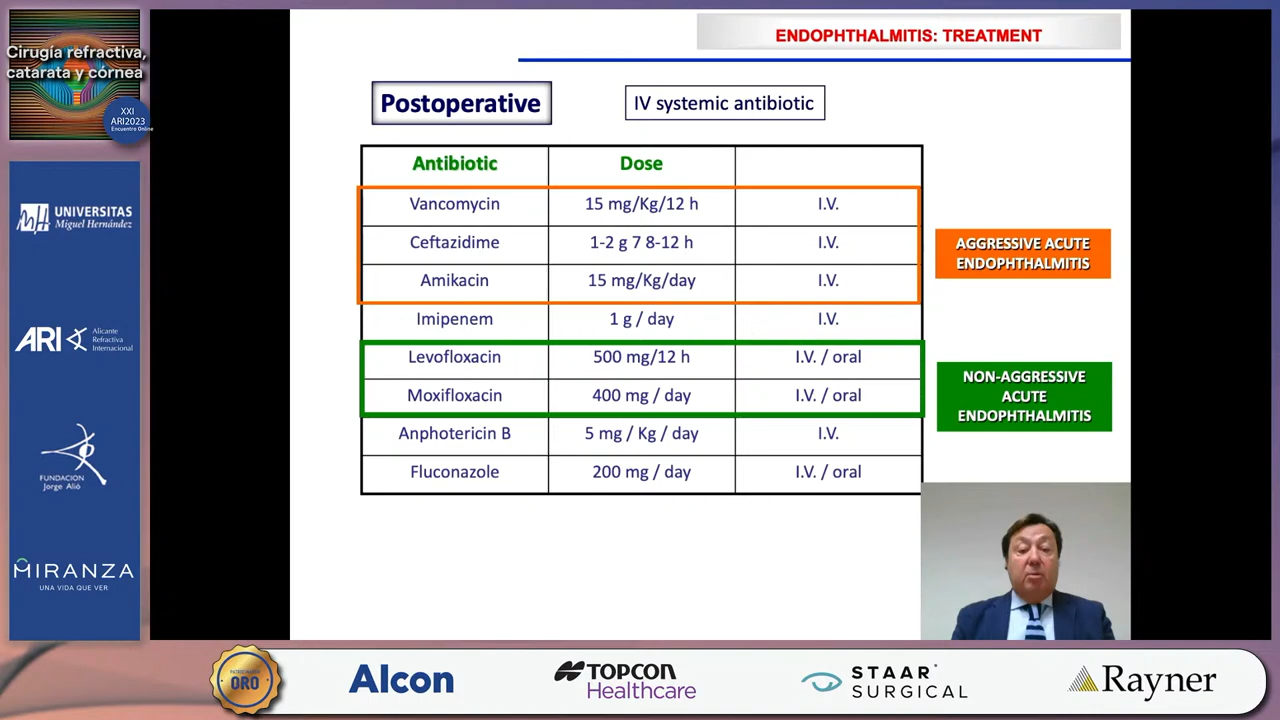 Cirugía refractiva,
catarata y córnea
XXI
ARI2023
Encuentro Online
ENDOPHTHALMITIS: TREATMENT
Postoperative
IV systemic antibiotic
Antibiotic Dose
Vancomycin 15 mg/Kg/12 h I.V.
Ceftazidime 1-2 g 7 8-12 h I.V.
Amikacin 15 mg/Kg/day I.V.
Imipenem 1 g / day I.V.
Levofloxacin 500 mg/12 h I.V. / oral
Moxifloxacin 400 mg / day I.V. / oral
Anphotericin B 5 mg / Kg / day I.V.
Fluconazole 200 mg / day I.V. / oral
AGGRESSIVE ACUTE
ENDOPHTHALMITIS
NON-AGGRESSIVE
ACUTE
ENDOPHTHALMITIS
UH UNIVERSITAS
Miguel Hernández
ARI Alicante
Refractiva
Internacional
FUNDACION
Jorge Alió
MIRANZA
UNA VIDA QUE VER
ORO
Alcon
TOPCON
Healthcare
STAAR
SURGICAL
Rayner